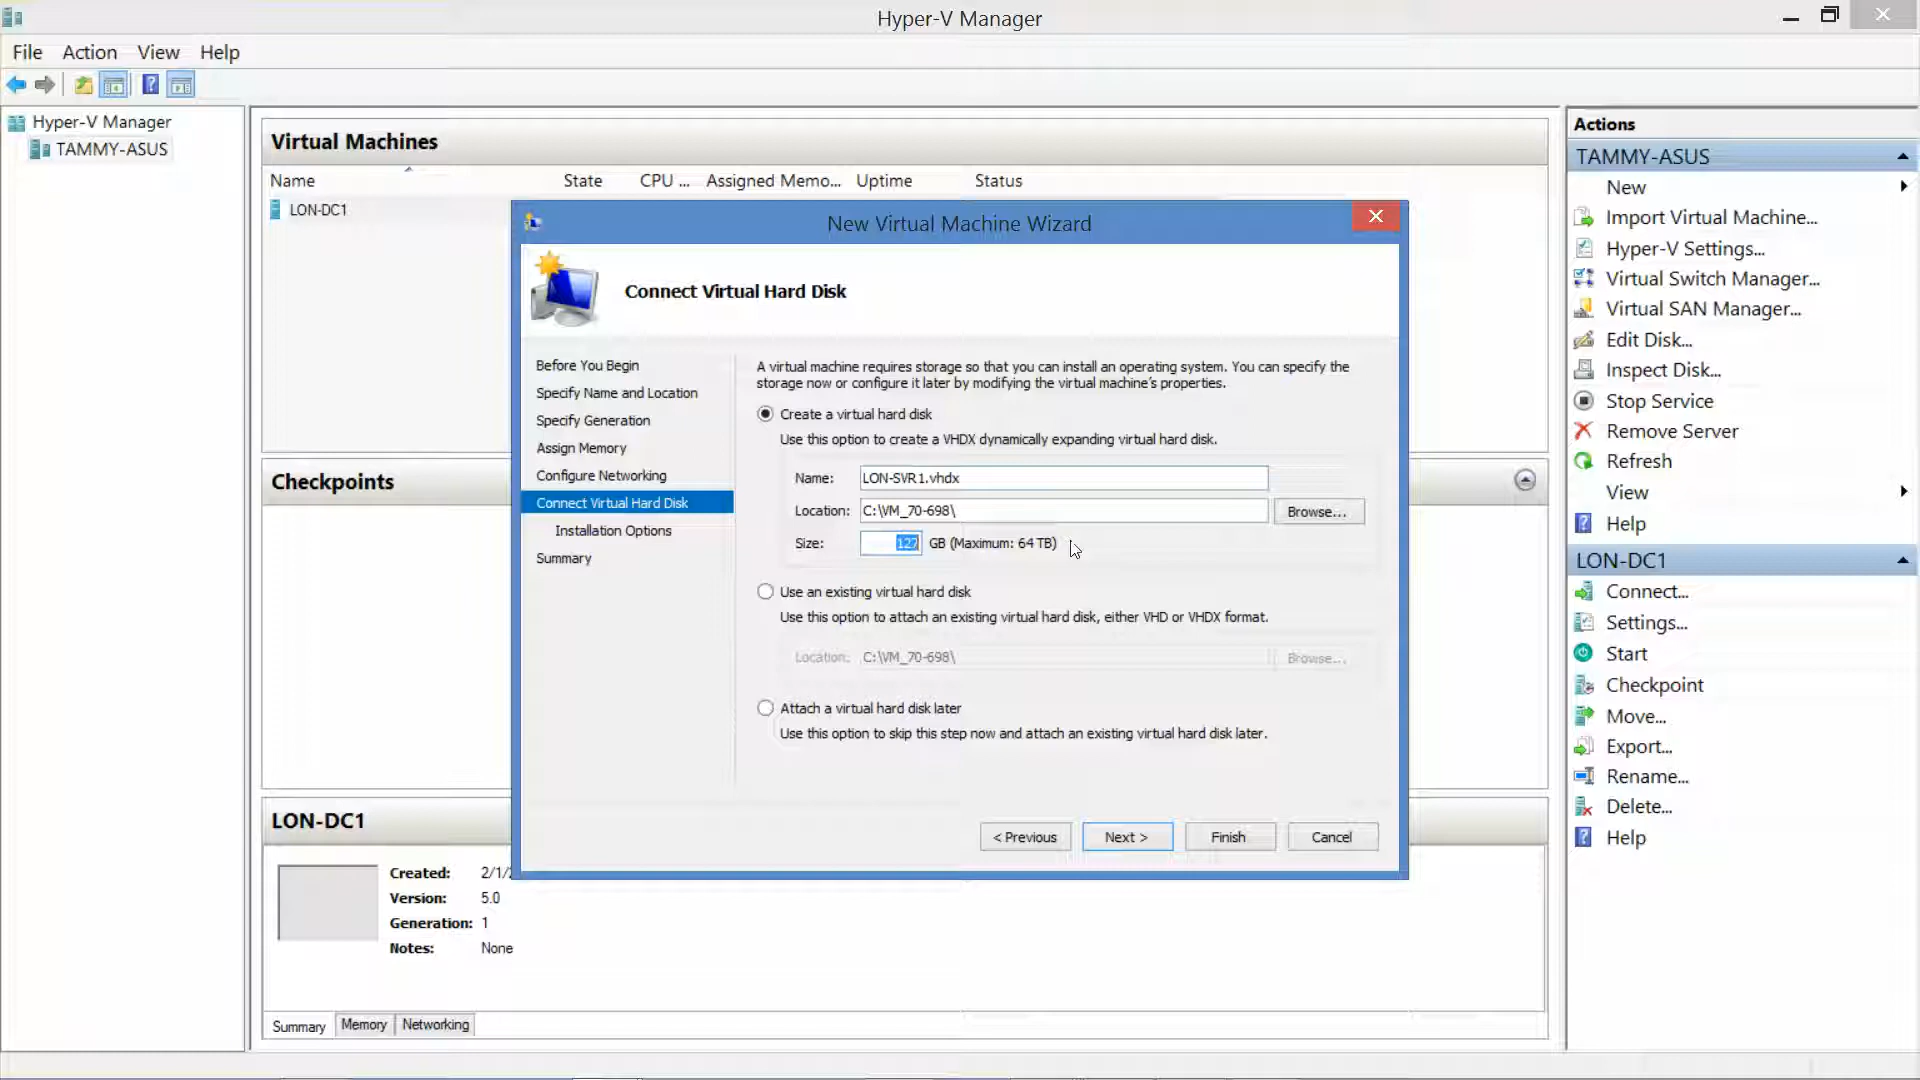 Hyper-V Manager
File Action View Help
Hyper-V Manager
TAMMY-ASUS
Virtual Machines
Name State CPU ... Assigned Memo... Uptime Status
LON-DC1
Checkpoints
LON-DC1
Created: 2/1/2
Version: 5.0
Generation: 1
Notes: None
Summary Memory Networking
New Virtual Machine Wizard
Connect Virtual Hard Disk
Before You Begin
Specify Name and Location
Specify Generation
Assign Memory
Configure Networking
Connect Virtual Hard Disk
Installation Options
Summary
A virtual machine requires storage so that you can install an operating system. You can specify the
storage now or configure it later by modifying the virtual machine's properties.
Create a virtual hard disk
Use this option to create a VHDX dynamically expanding virtual hard disk.
Name: LON-SVR1.vhdx
Location: C:\VM_70-698\ Browse...
Size: 127 GB (Maximum: 64 TB)
Use an existing virtual hard disk
Use this option to attach an existing virtual hard disk, either VHD or VHDX format.
Location: C:\VM_70-698\ Browse...
Attach a virtual hard disk later
Use this option to skip this step now and attach an existing virtual hard disk later.
< Previous Next > Finish Cancel
Actions
TAMMY-ASUS
New
Import Virtual Machine...
Hyper-V Settings...
Virtual Switch Manager...
Virtual SAN Manager...
Edit Disk...
Inspect Disk...
Stop Service
Remove Server
Refresh
View
Help
LON-DC1
Connect...
Settings...
Start
Checkpoint
Move...
Export...
Rename...
Delete...
Help